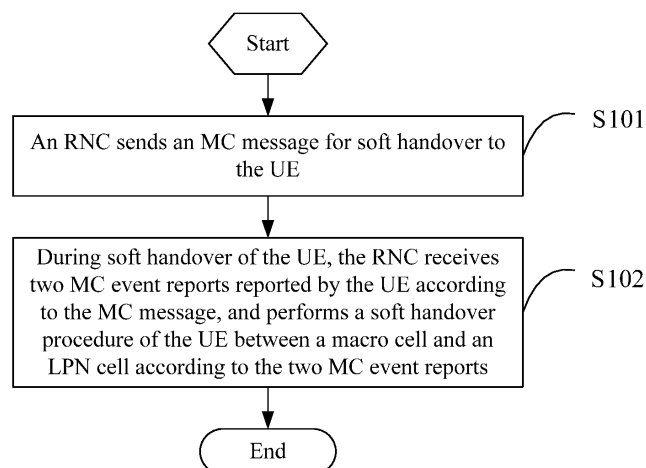 Start
An RNC sends an MC message for soft handover to
the UE
S101
During soft handover of the UE, the RNC receives
two MC event reports reported by the UE according
to the MC message, and performs a soft handover
procedure of the UE between a macro cell and an
LPN cell according to the two MC event reports
S102
End